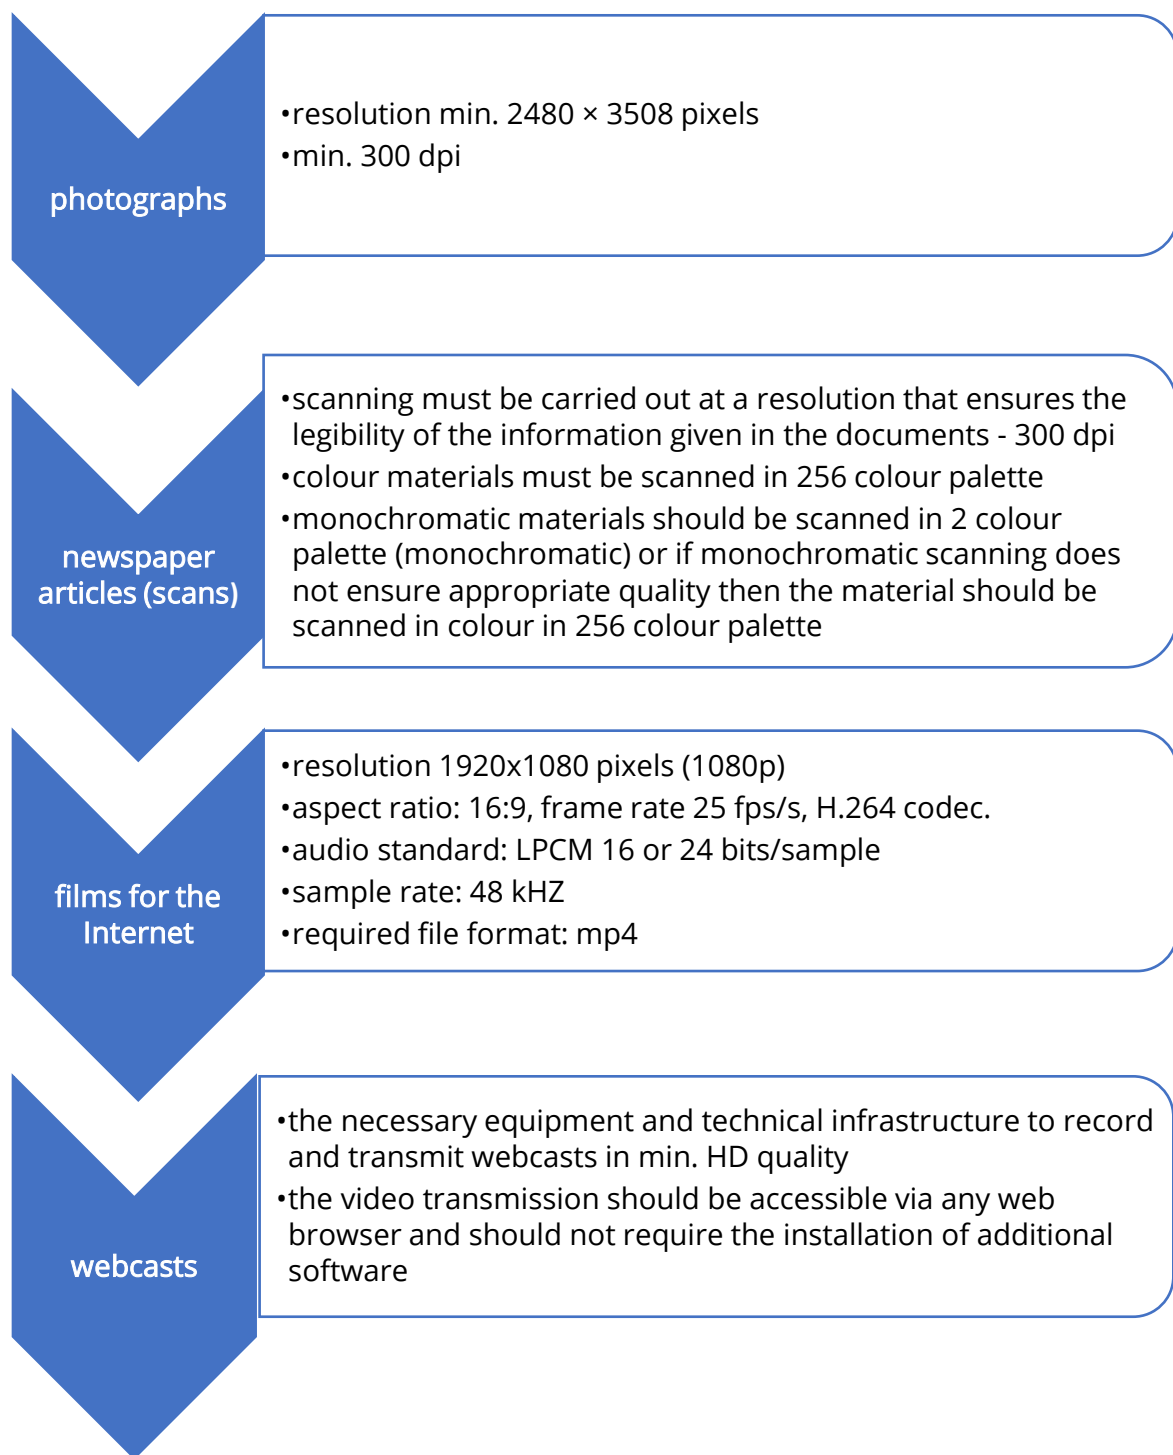 photographs
•resolution min. 2480 × 3508 pixels
•min. 300 dpi
newspaper
articles (scans)
•scanning must be carried out at a resolution that ensures the
legibility of the information given in the documents - 300 dpi
•colour materials must be scanned in 256 colour palette
•monochromatic materials should be scanned in 2 colour
palette (monochromatic) or if monochromatic scanning does
not ensure appropriate quality then the material should be
scanned in colour in 256 colour palette
films for the
Internet
•resolution 1920x1080 pixels (1080p)
•aspect ratio: 16:9, frame rate 25 fps/s, H.264 codec.
•audio standard: LPCM 16 or 24 bits/sample
•sample rate: 48 kHZ
•required file format: mp4
webcasts
•the necessary equipment and technical infrastructure to record
and transmit webcasts in min. HD quality
•the video transmission should be accessible via any web
browser and should not require the installation of additional
software